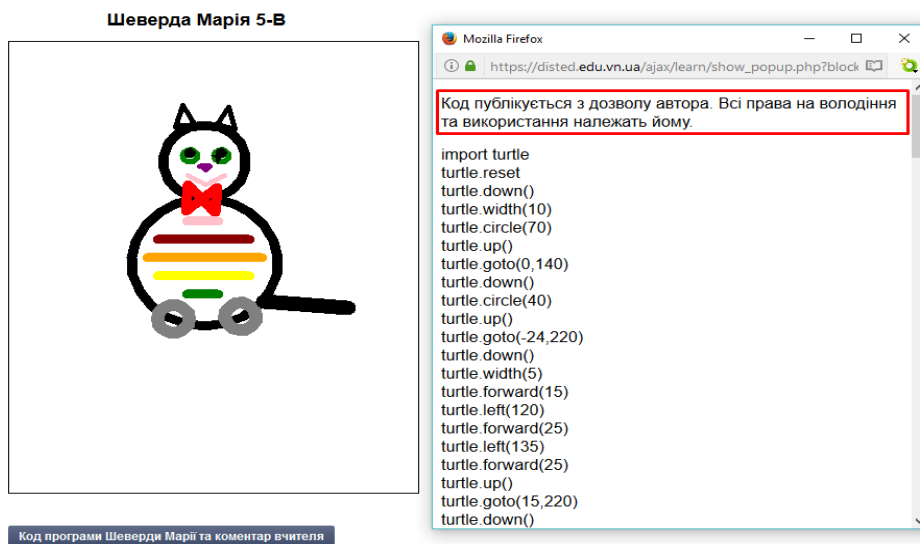 Шеверда Марія 5-В
Mozilla Firefox
https://disted.edu.vn.ua/ajax/learn/show_popup.php?block
Код публікується з дозволу автора. Всі права на володіння
та використання належать йому.
import turtle
turtle.reset
turtle.down()
turtle.width(10)
turtle.circle(70)
turtle.up()
turtle.goto(0,140)
turtle.down()
turtle.circle(40)
turtle.up()
turtle.goto(-24,220)
turtle.down()
turtle.width(5)
turtle.forward(15)
turtle.left(120)
turtle.forward(25)
turtle.left(135)
turtle.forward(25)
turtle.up()
turtle.goto(15,220)
turtle.down()
Код програми Шеверди Марії та коментар вчителя